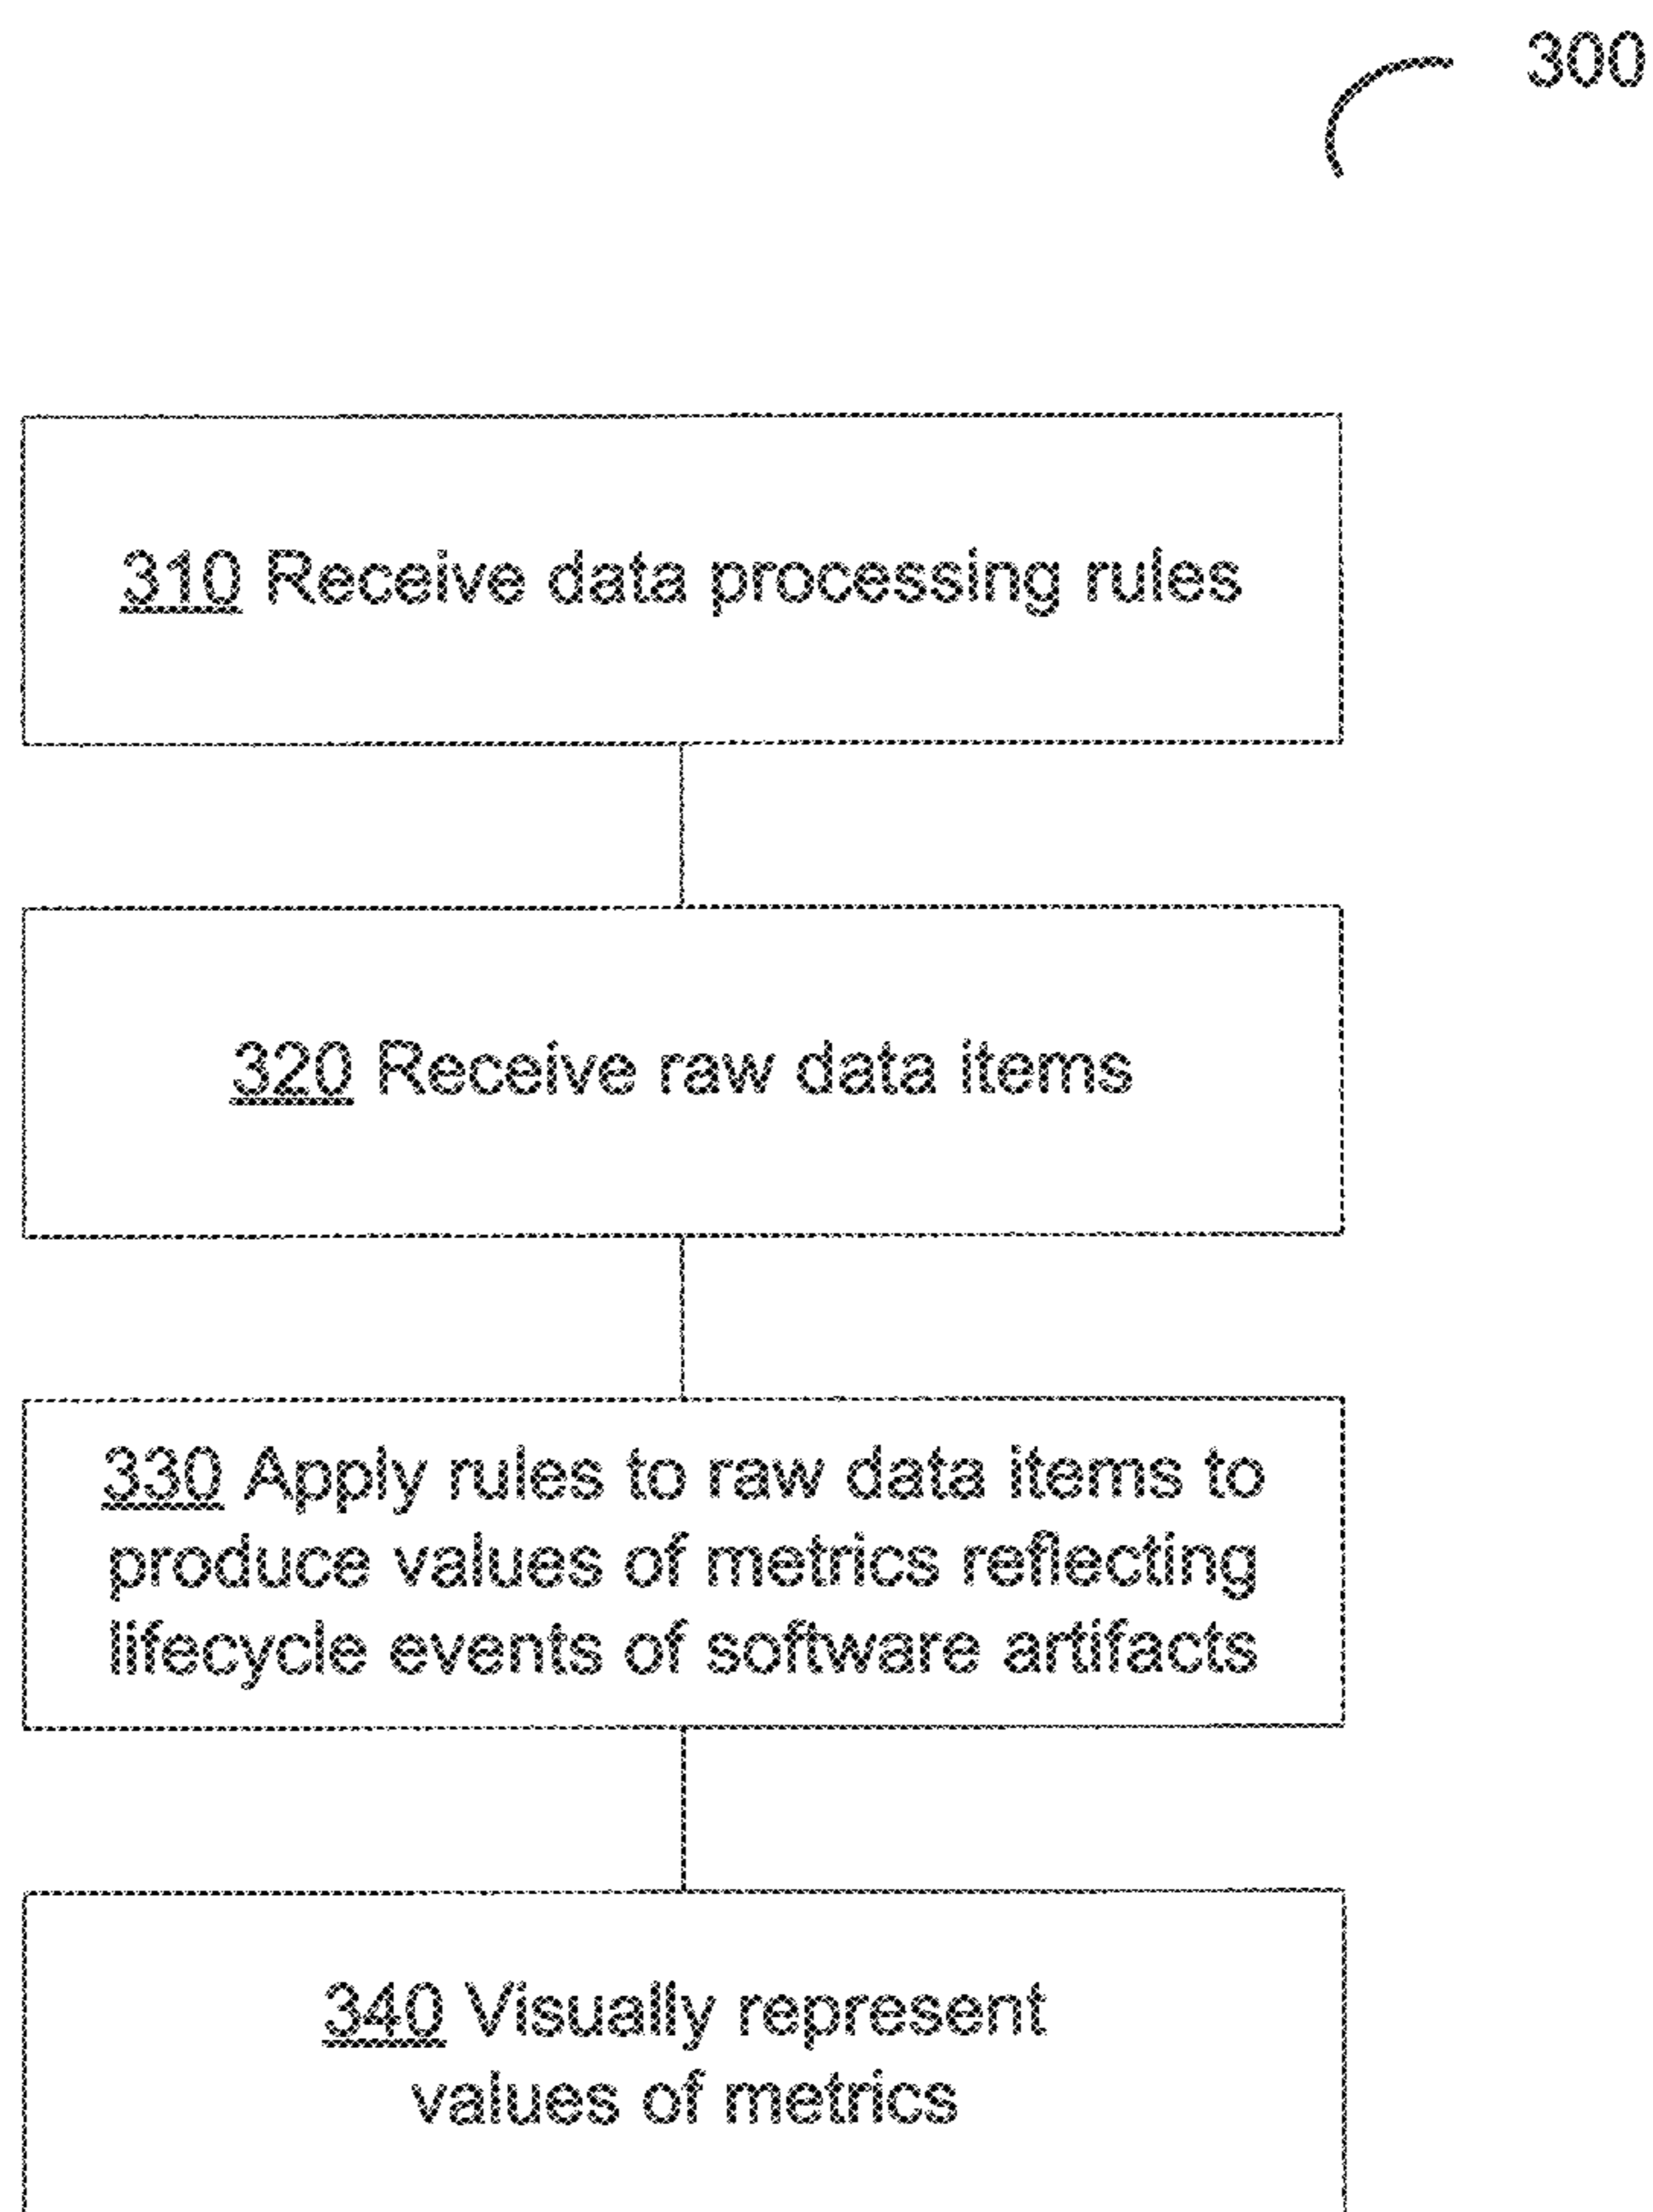 300
310 Receive data processing rules
320 Receive raw data items
330 Apply rules to raw data items to
produce values of metrics reflecting
lifecycle events of software artifacts
340 Visually represent
values of metrics